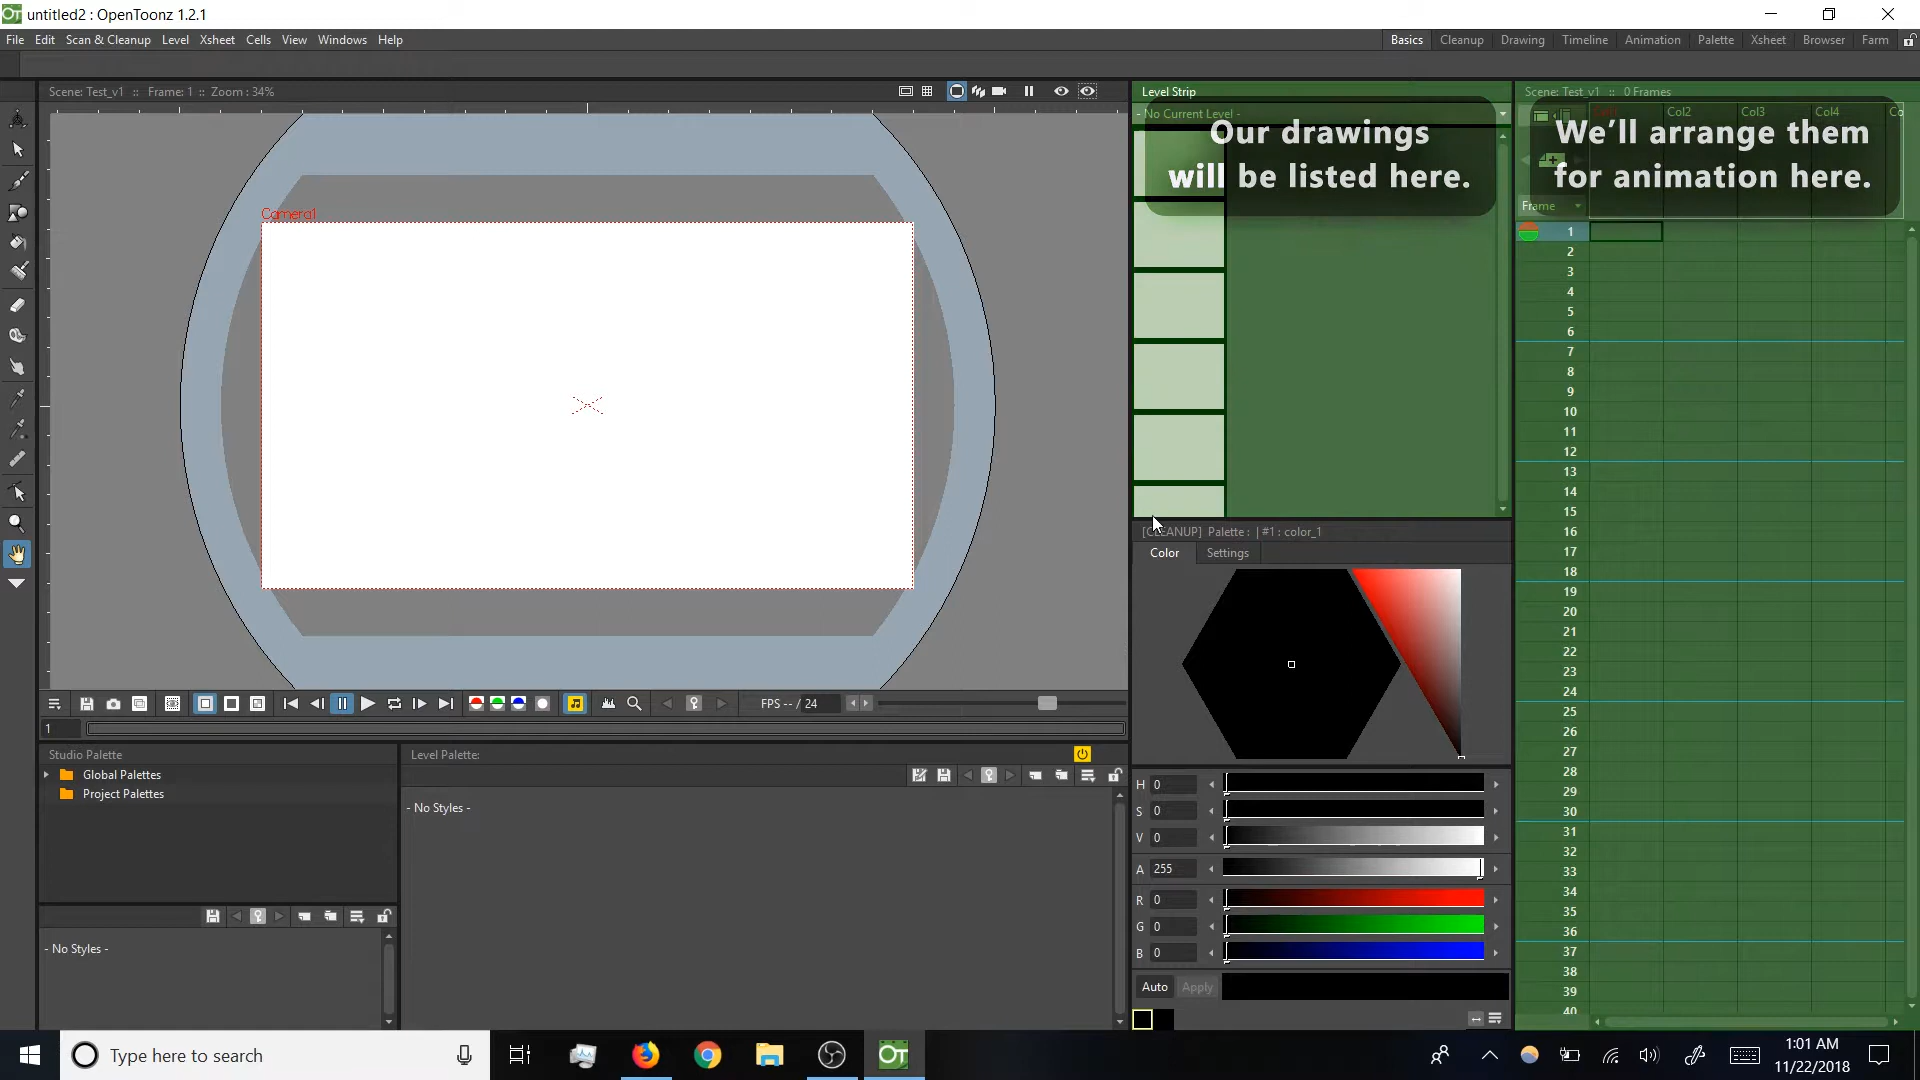 untitled2 : OpenToonz 1.2.1
File Edit Scan & Cleanup Level Xsheet Cells View Windows Help
Basics Cleanup Drawing Timeline Animation Palette Xsheet Browser Farm
Scene: Test_v1 :: Frame: 1 :: Zoom : 34%
Camera1
FPS -- / 24
1
Level Strip
- No Current Level -
Our drawings
will be listed here.
Scene: Test_v1 :: 0 Frames
Col2 Col3 Col4 Co
We'll arrange them
for animation here.
Frame
1
2
3
4
5
6
7
8
9
10
11
12
13
14
15
16
17
18
19
20
21
22
23
24
25
26
27
28
29
30
31
32
33
34
35
36
37
38
39
40
[CLEANUP] Palette : | #1 : color_1
Color Settings
H 0
S 0
V 0
A 255
R 0
G 0
B 0
Auto Apply
Studio Palette
Global Palettes
Project Palettes
- No Styles -
Level Palette:
- No Styles -
Type here to search
OT
1:01 AM
11/22/2018